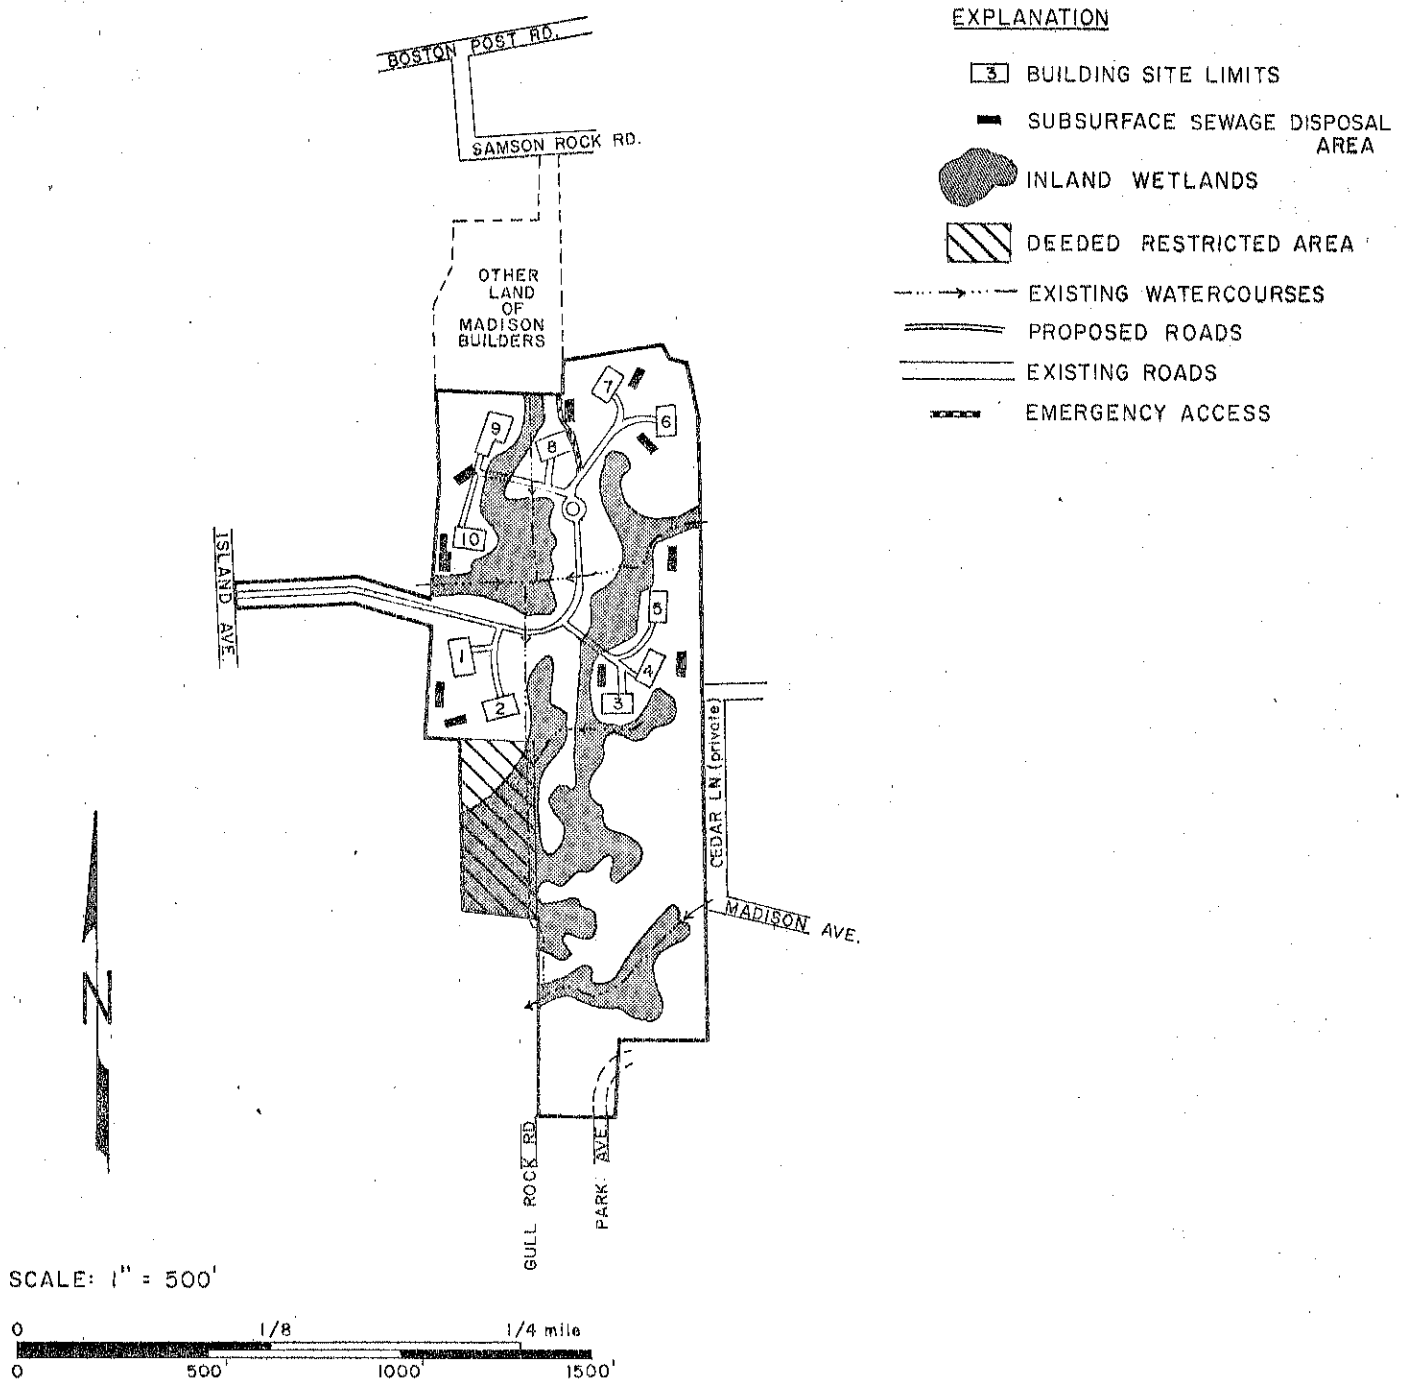 EXPLANATION
3 BUILDING SITE LIMITS
SUBSURFACE SEWAGE DISPOSAL
AREA
INLAND WETLANDS
DEEDED RESTRICTED AREA
EXISTING WATERCOURSES
PROPOSED ROADS
EXISTING ROADS
EMERGENCY ACCESS
BOSTON POST RD.
SAMSON ROCK RD.
OTHER
LAND
OF
MADISON
BUILDERS
7
6
9
8
10
ISLAND AVE.
5
1
4
2
3
CEDAR LN.(private)
MADISON AVE.
N
GULL ROCK RD
PARK AVE.
SCALE: 1" = 500'
0 1/8 1/4 mile
0 500' 1000' 1500'